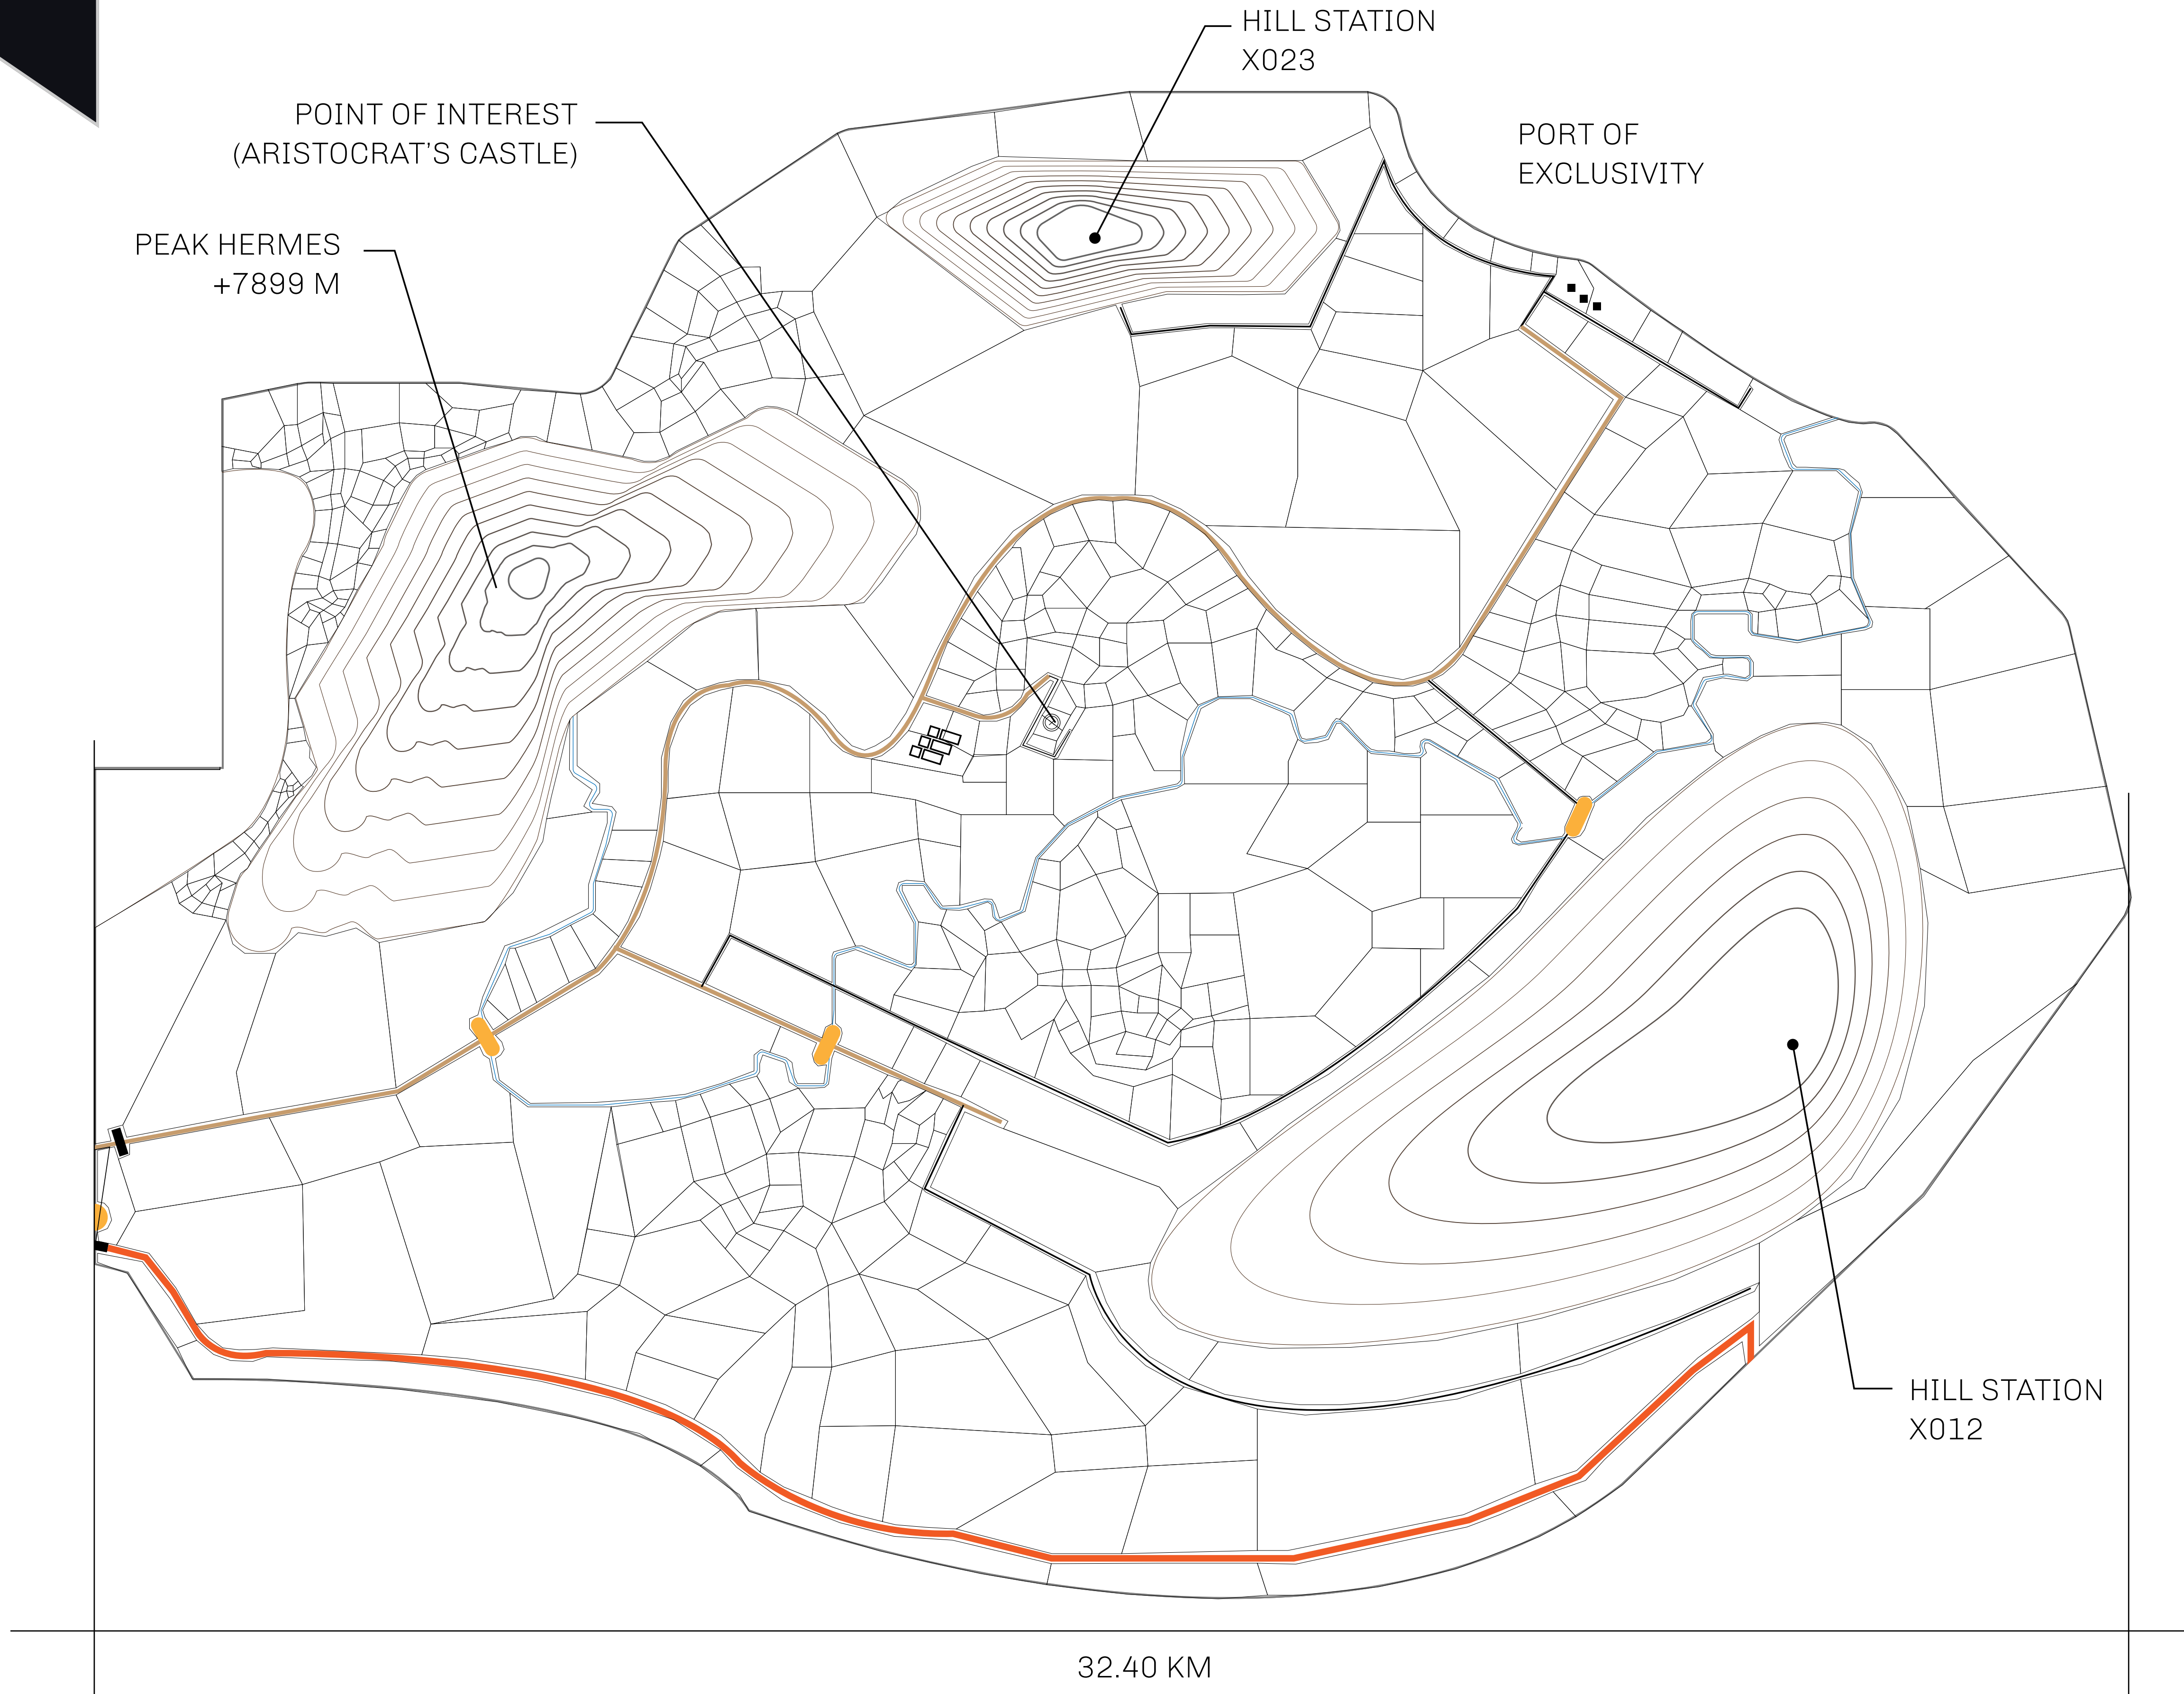 HILL STATION
X023
POINT OF INTEREST
(ARISTOCRAT’S CASTLE)
PORT OF
EXCLUSIVITY
PEAK HERMES
+7899 M
HILL STATION
X012
32.40 KM